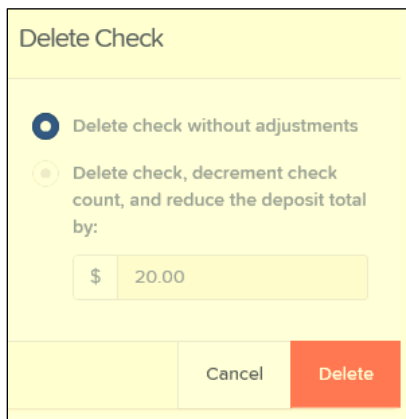 Delete Check
Delete check without adjustments
Delete check, decrement check
count, and reduce the deposit total
by:
$ 20.00
Cancel Delete